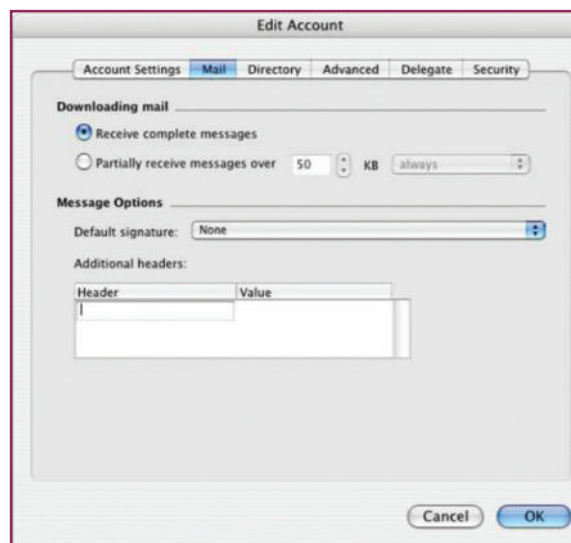 Edit Account
Account Settings Mail Directory Advanced Delegate Security
Downloading mail
Receive complete messages
Partially receive messages over 50 KB always
Message Options
Default signature: None
Additional headers:
Header Value
Cancel OK